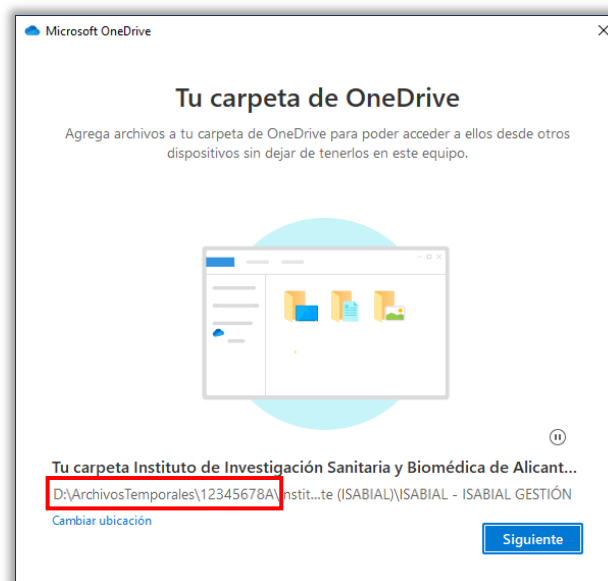 Microsoft OneDrive
Tu carpeta de OneDrive
Agrega archivos a tu carpeta de OneDrive para poder acceder a ellos desde otros
dispositivos sin dejar de tenerlos en este equipo.
Tu carpeta Instituto de Investigación Sanitaria y Biomédica de Alicant...
D:\ArchivosTemporales\12345678A\Instit...te (ISABIAL)\ISABIAL - ISABIAL GESTIÓN
Cambiar ubicación
Siguiente